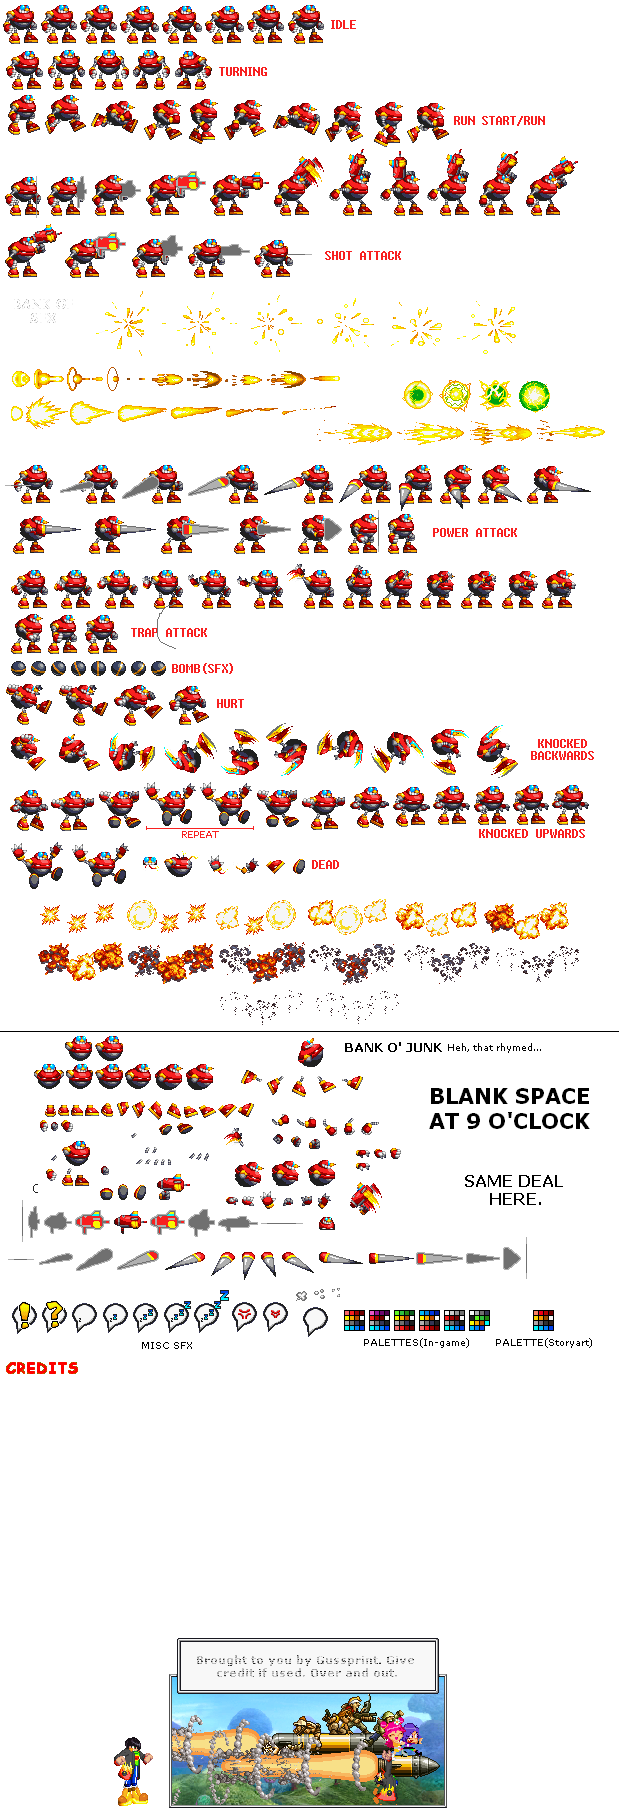 IDLE
TURNING
RUN START/RUN
SHOT ATTACK
POWER ATTACK
TRAP ATTACK
BOMB(SFX)
HURT
KNOCKED
BACKWARDS
REPEAT
KNOCKED UPWARDS
DEAD
BANK O' JUNK Heh, that rhymed...
BLANK SPACE
AT 9 O'CLOCK
SAME DEAL
HERE.
MISC SFX
PALETTES(In-game)
PALETTE(Storyart)
CREDITS
Brought to you by Gussprint. Give
credit if used. Over and out.